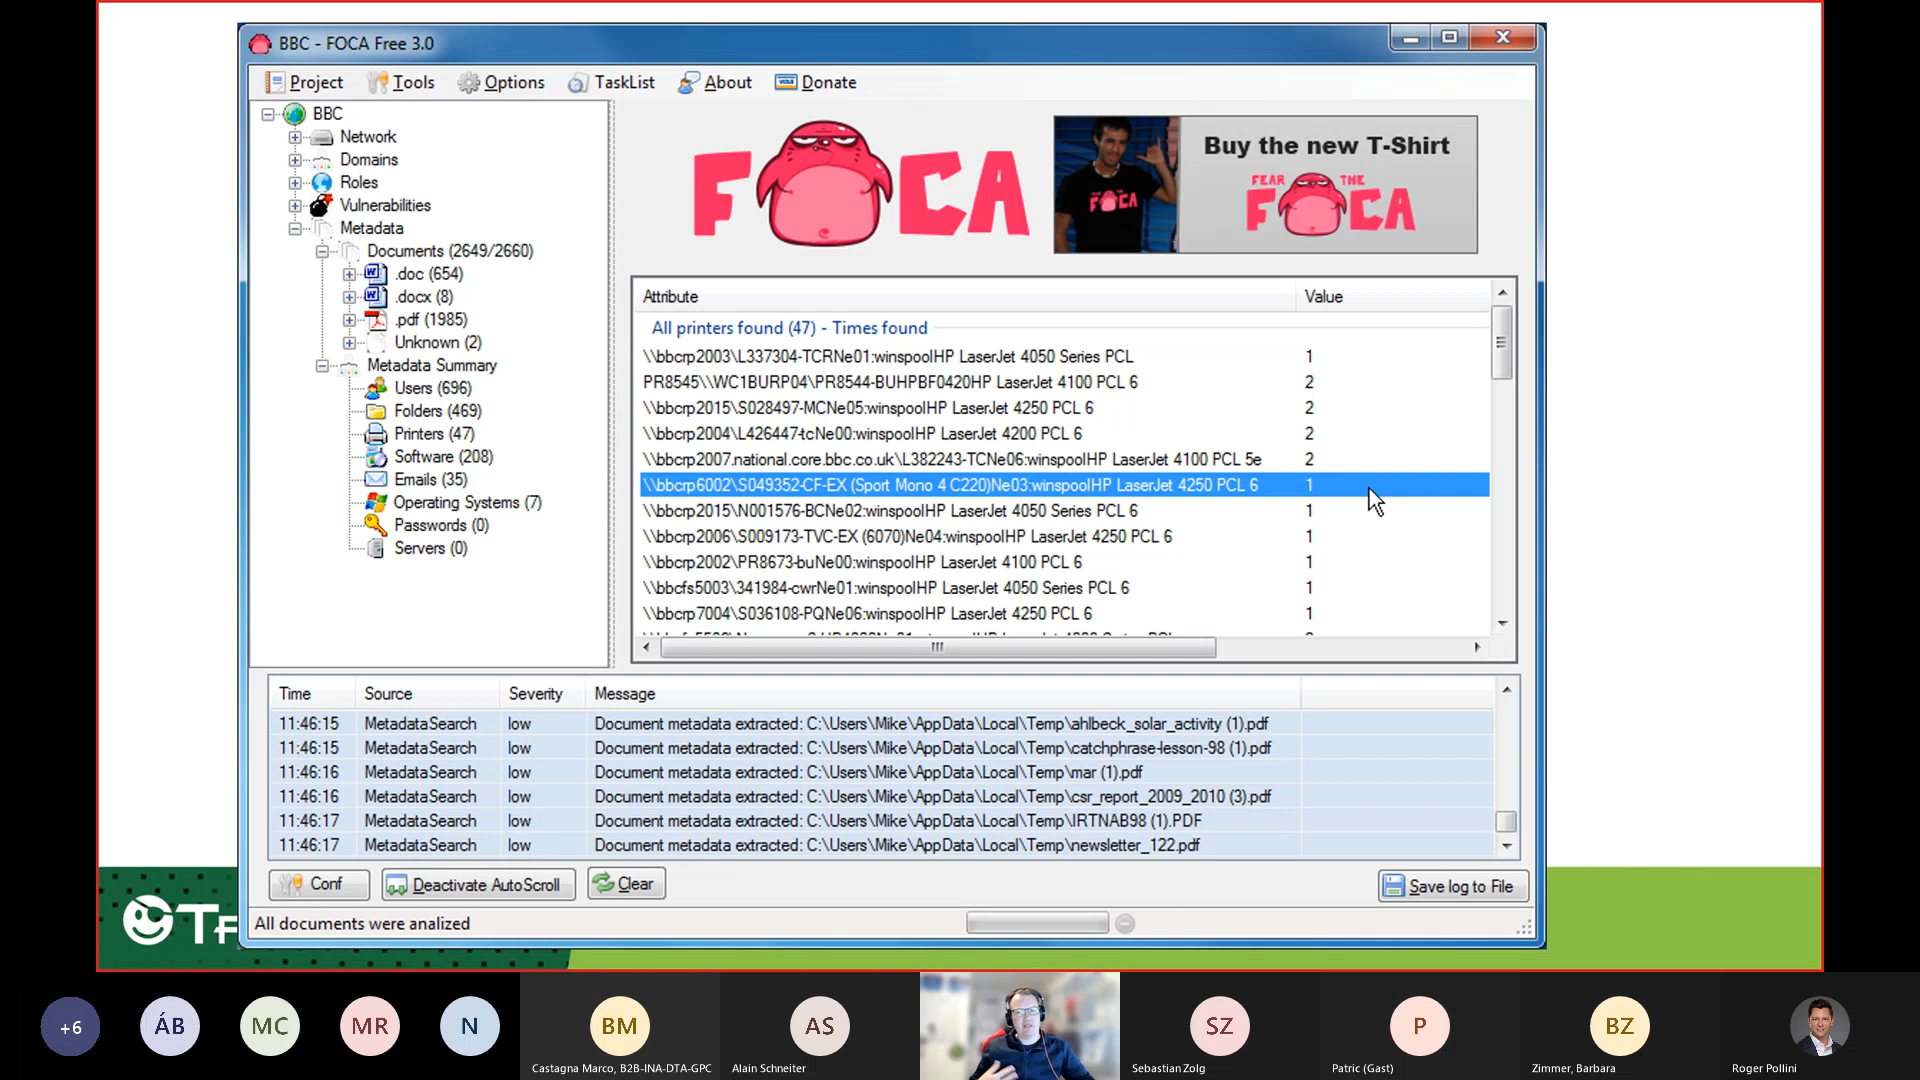 BBC - FOCA Free 3.0
Project Tools Options TaskList About Donate
BBC
Network
Domains
Roles
Vulnerabilities
Metadata
Documents (2649/2660)
.doc (654)
.docx (8)
.pdf (1985)
Unknown (2)
Metadata Summary
Users (696)
Folders (469)
Printers (47)
Software (208)
Emails (35)
Operating Systems (7)
Passwords (0)
Servers (0)
FOCA
FOCA
Buy the new T-Shirt
FEAR THE
FOCA
Attribute Value
All printers found (47) - Times found
\\bbcrp2003\L337304-TCRNe01:winspoolHP LaserJet 4050 Series PCL 1
PR8545\\WC1BURP04\PR8544-BUHPBF0420HP LaserJet 4100 PCL 6 2
\\bbcrp2015\S028497-MCNe05:winspoolHP LaserJet 4250 PCL 6 2
\\bbcrp2004\L426447-tcNe00:winspoolHP LaserJet 4200 PCL 6 2
\\bbcrp2007.national.core.bbc.co.uk\L382243-TCNe06:winspoolHP LaserJet 4100 PCL 5e 2
\\bbcrp6002\S049352-CF-EX (Sport Mono 4 C220)Ne03:winspoolHP LaserJet 4250 PCL 6 1
\\bbcrp2015\N001576-BCNe02:winspoolHP LaserJet 4050 Series PCL 6 1
\\bbcrp2006\S009173-TVC-EX (6070)Ne04:winspoolHP LaserJet 4250 PCL 6 1
\\bbcrp2002\PR8673-buNe00:winspoolHP LaserJet 4100 PCL 6 1
\\bbcfs5003\341984-cwrNe01:winspoolHP LaserJet 4050 Series PCL 6 1
\\bbcrp7004\S036108-PQNe06:winspoolHP LaserJet 4250 PCL 6 1
Time Source Severity Message
11:46:15 MetadataSearch low Document metadata extracted: C:\Users\Mike\AppData\Local\Temp\ahlbeck_solar_activity (1).pdf
11:46:15 MetadataSearch low Document metadata extracted: C:\Users\Mike\AppData\Local\Temp\catchphrase-lesson-98 (1).pdf
11:46:16 MetadataSearch low Document metadata extracted: C:\Users\Mike\AppData\Local\Temp\mar (1).pdf
11:46:16 MetadataSearch low Document metadata extracted: C:\Users\Mike\AppData\Local\Temp\csr_report_2009_2010 (3).pdf
11:46:17 MetadataSearch low Document metadata extracted: C:\Users\Mike\AppData\Local\Temp\IRTNAB98 (1).PDF
11:46:17 MetadataSearch low Document metadata extracted: C:\Users\Mike\AppData\Local\Temp\newsletter_122.pdf
Conf Deactivate AutoScroll Clear Save log to File
All documents were analized
+6 ÁB MC MR N BM AS SZ P BZ
Castagna Marco, B2B-INA-DTA-GPC Alain Schneiter Sebastian Zolg Patric (Gast) Zimmer, Barbara Roger Pollini